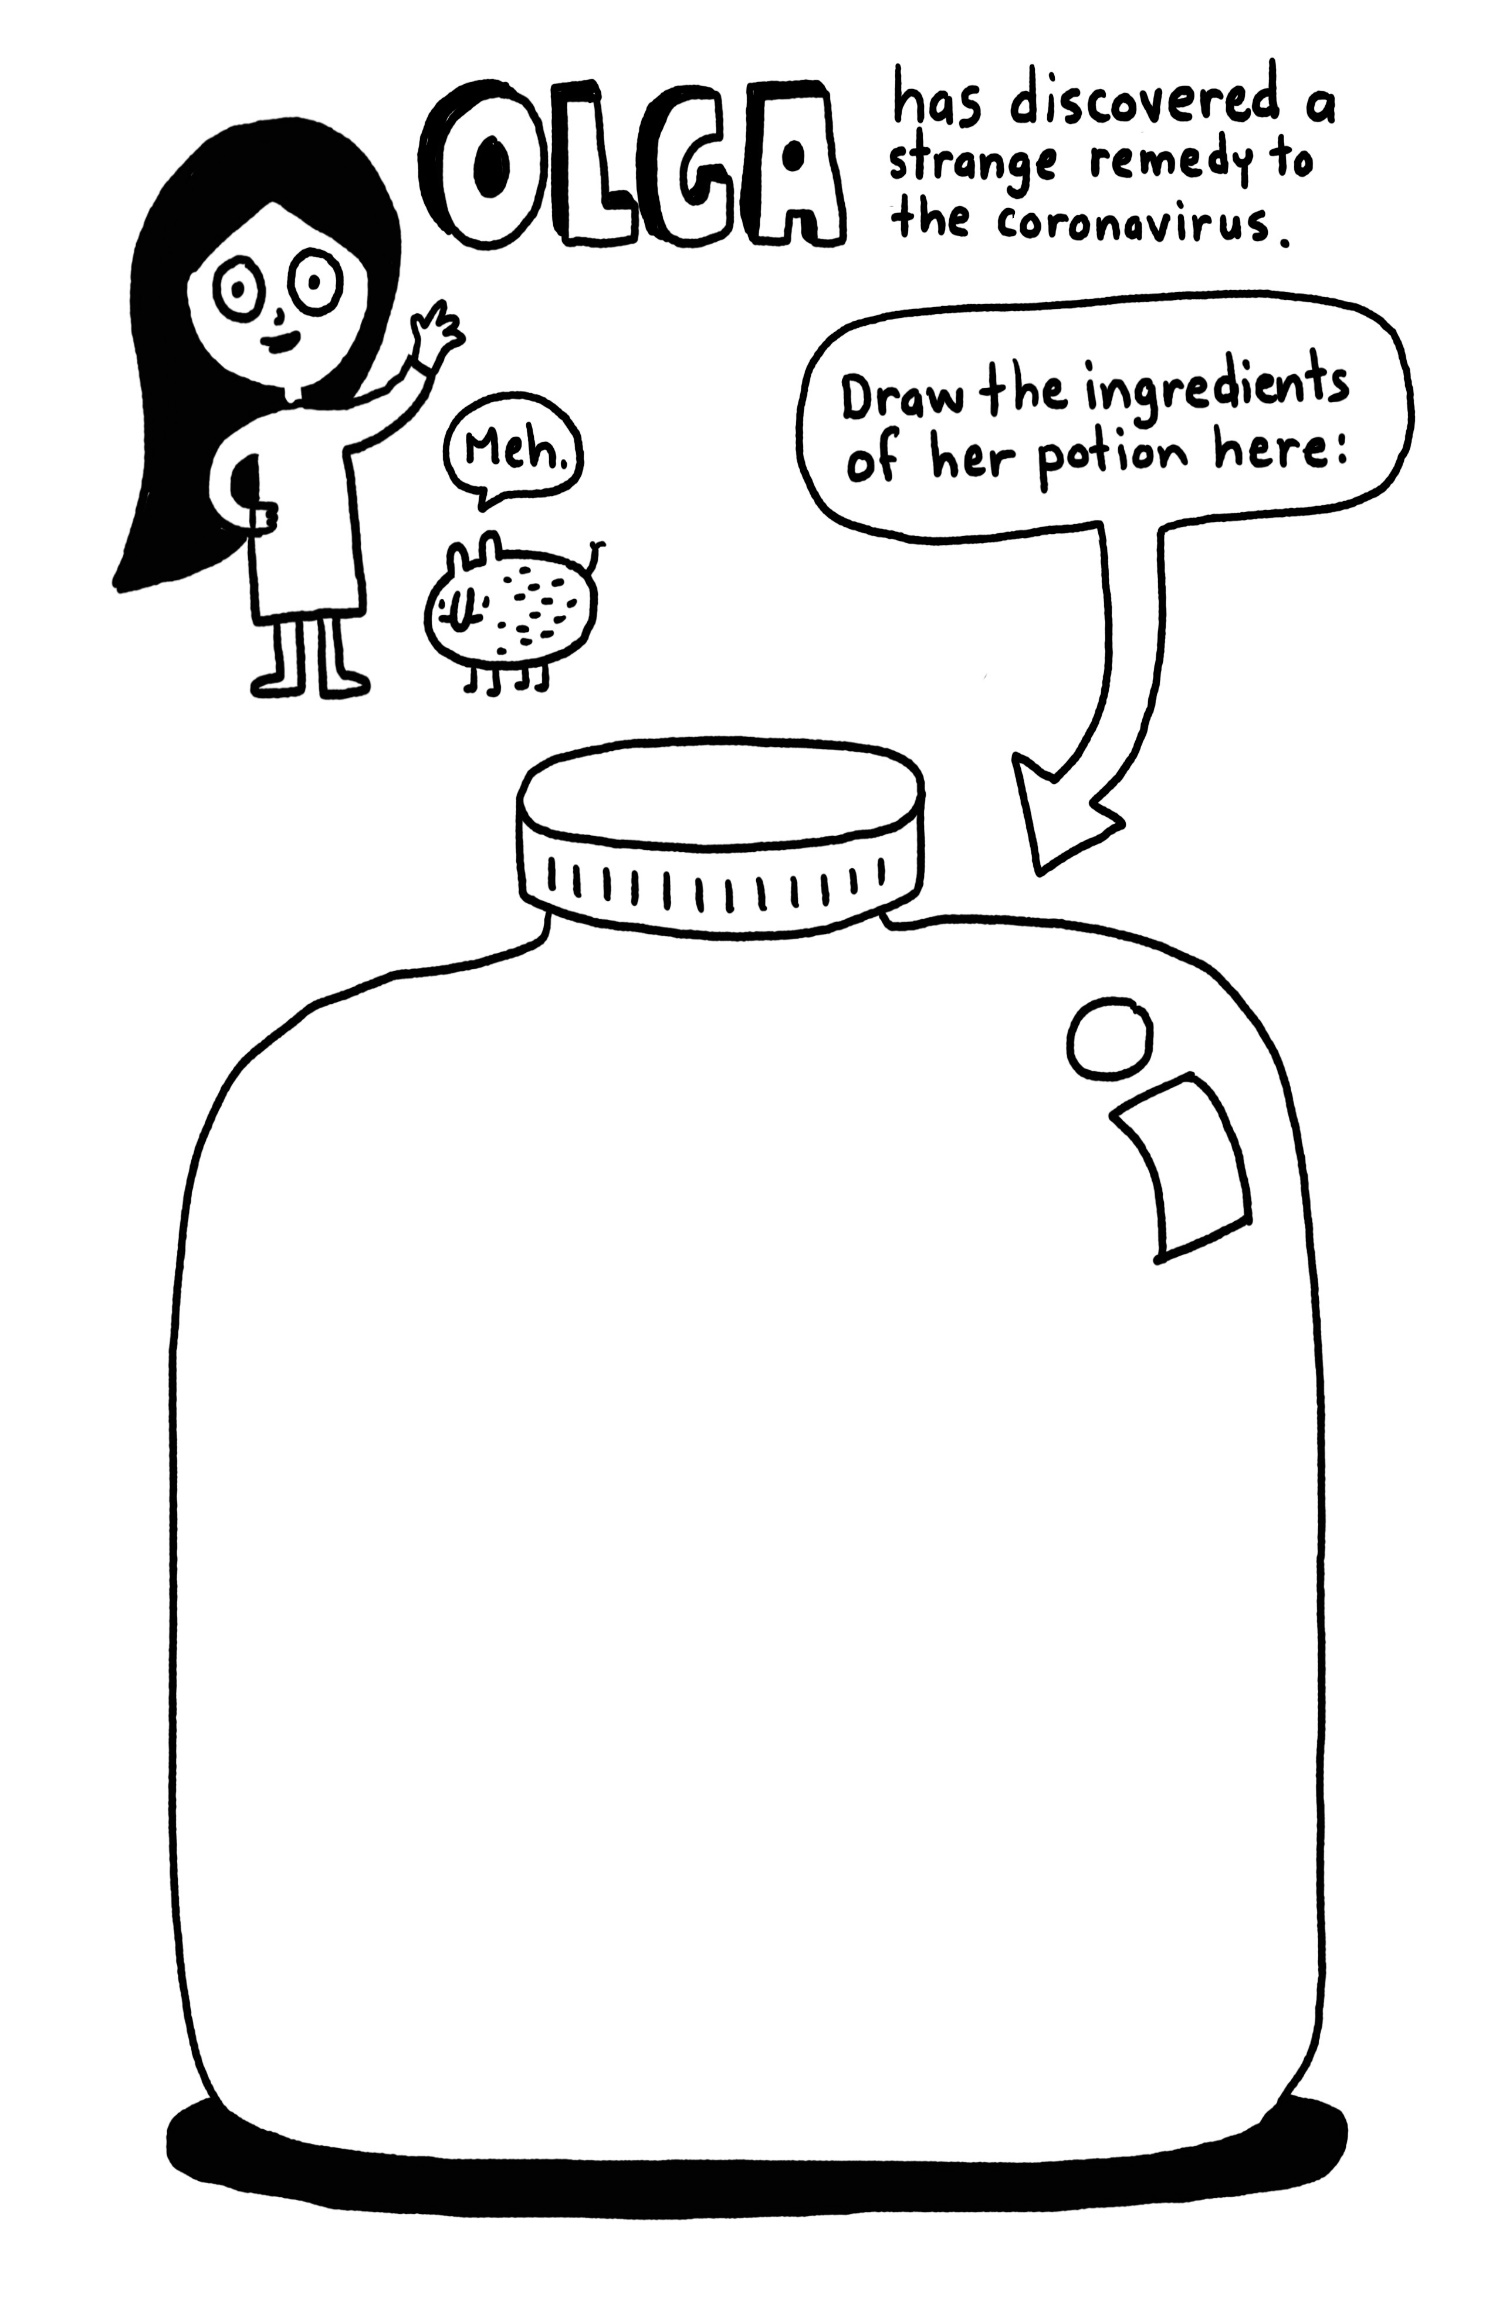 OLGA
has discovered a
strange remedy to
the coronavirus.
Meh.
Draw the ingredients
of her potion here: